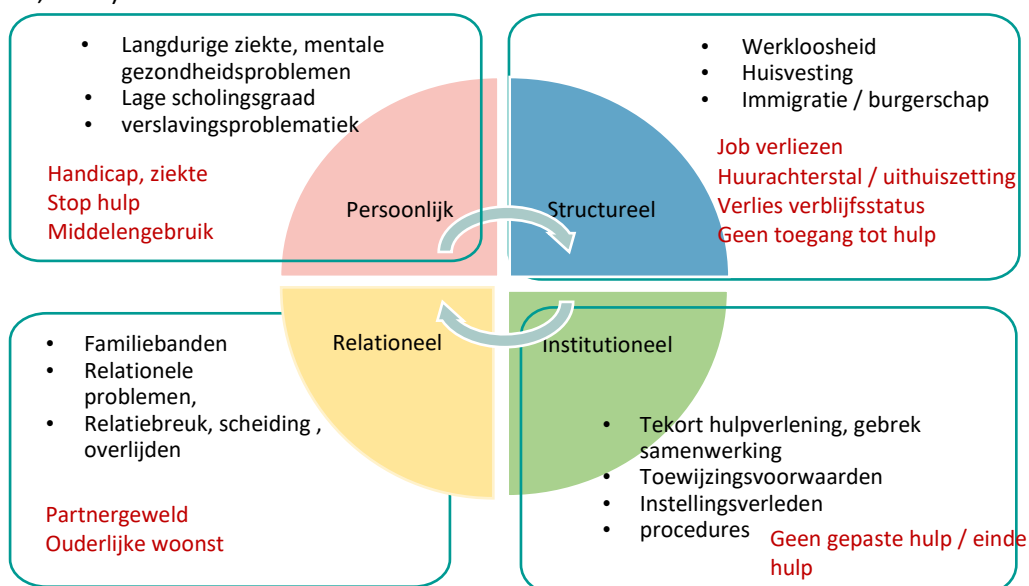 • Langdurige ziekte, mentale
gezondheidsproblemen
• Lage scholingsgraad
• verslavingsproblematiek
Handicap, ziekte
Stop hulp
Middelengebruik
Persoonlijk
• Werkloosheid
• Huisvesting
• Immigratie / burgerschap
Job verliezen
Huurachterstal / uithuiszetting
Verlies verblijfsstatus
Geen toegang tot hulp
Structureel
• Familiebanden
• Relationele
problemen,
• Relatiebreuk, scheiding ,
overlijden
Partnergeweld
Ouderlijke woonst
Relationeel
Institutioneel
• Tekort hulpverlening, gebrek
samenwerking
• Toewijzingsvoorwaarden
• Instellingsverleden
• procedures
Geen gepaste hulp / einde
hulp